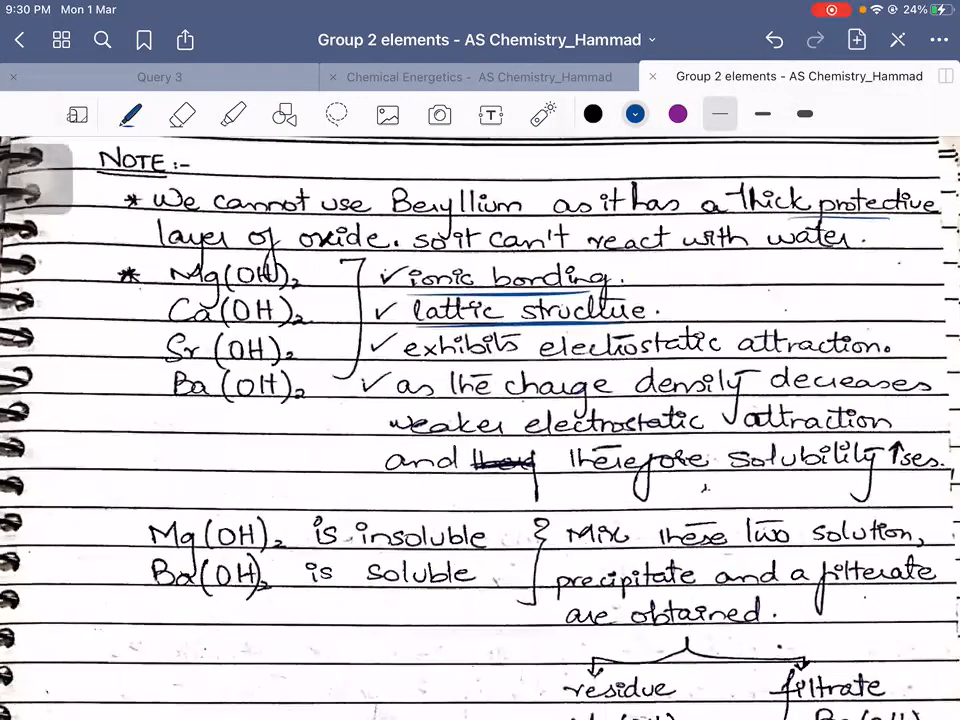 9:30 PM Mon 1 Mar
24%
Group 2 elements - AS Chemistry_Hammad
Query 3
Chemical Energetics - AS Chemistry_Hammad
Group 2 elements - AS Chemistry_Hammad
NOTE :-
* We cannot use Beryllium as it has a thick protective
layer of oxide. so it can't react with water.
* Mg(OH)₂ ✓ ionic bonding.
Ca(OH)₂ ✓ lattic structure.
Sr(OH)₂ ✓ exhibits electrostatic attraction.
Ba(OH)₂ ✓ as the charge density decreases
weaker electrostatic attraction
and therefore solubility ↑ses.
Mg(OH)₂ is insoluble } Mix these two solution,
Ba(OH)₂ is soluble precipitate and a filterate
are obtained.
residue filtrate